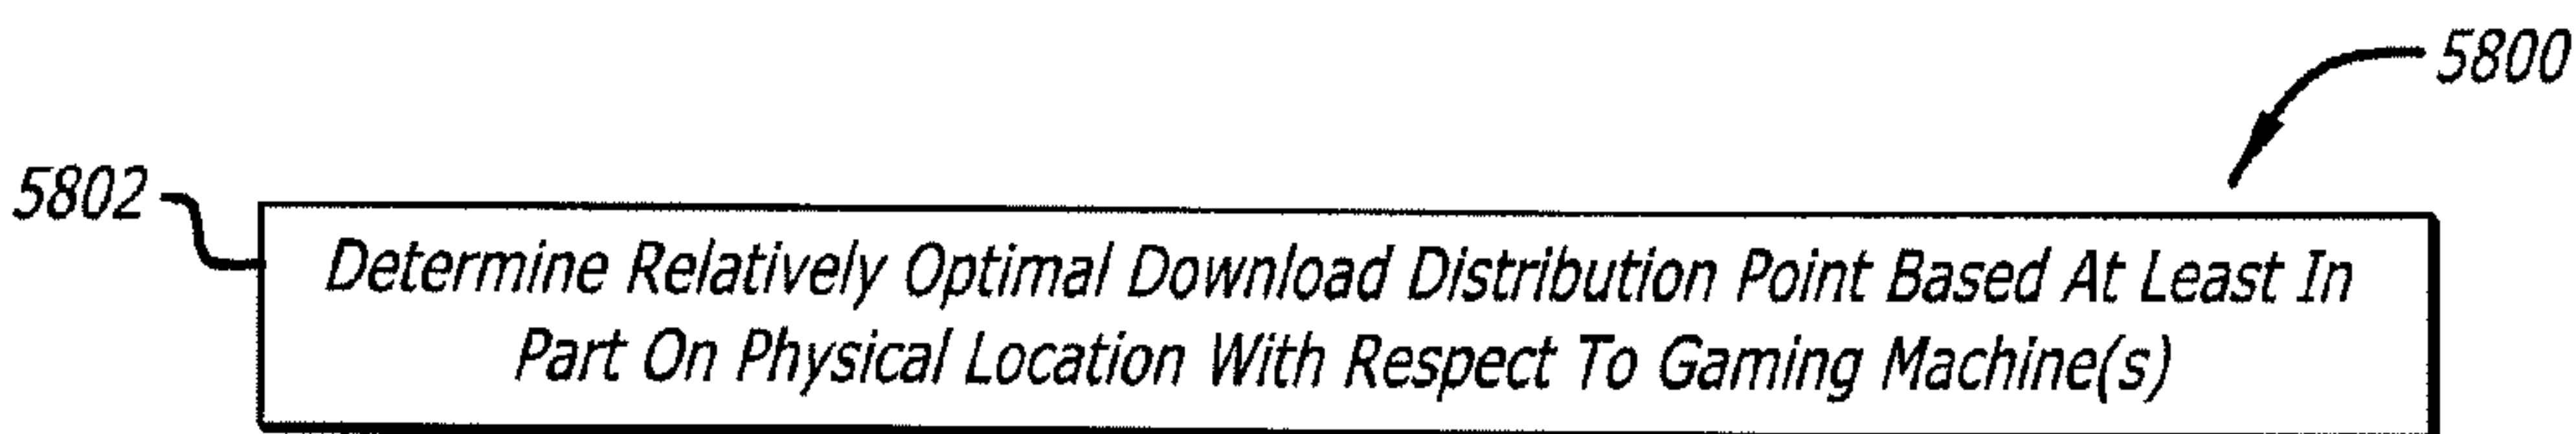 5800
5802
Determine Relatively Optimal Download Distribution Point Based At Least In
Part On Physical Location With Respect To Gaming Machine(s)